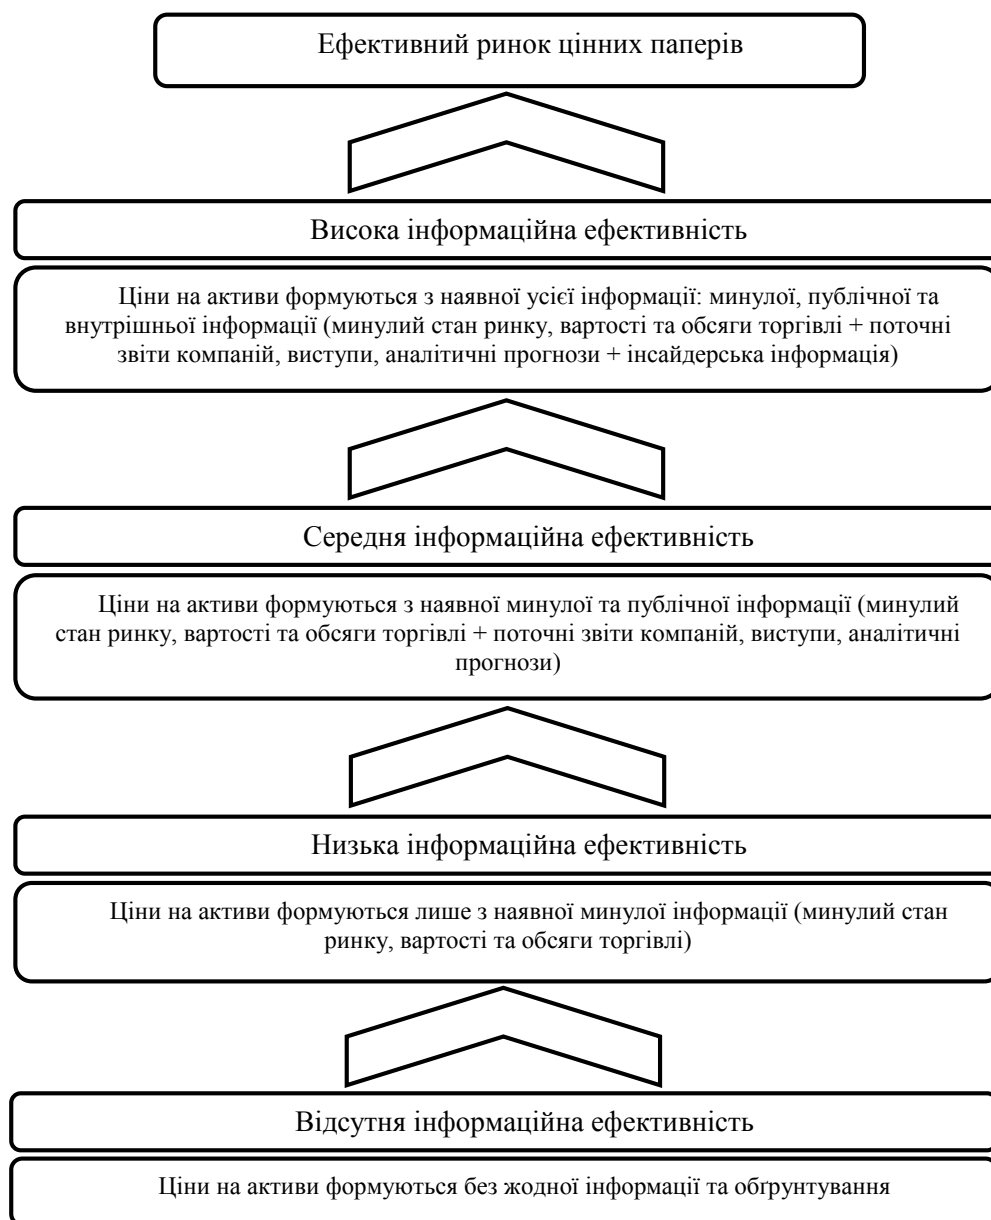 Ефективний ринок цінних паперів
Висока інформаційна ефективність
Ціни на активи формуються з наявної усієї інформації: минулої, публічної та
внутрішньої інформації (минулий стан ринку, вартості та обсяги торгівлі + поточні
звіти компаній, виступи, аналітичні прогнози + інсайдерська інформація)
Середня інформаційна ефективність
Ціни на активи формуються з наявної минулої та публічної інформації (минулий
стан ринку, вартості та обсяги торгівлі + поточні звіти компаній, виступи, аналітичні
прогнози)
Низька інформаційна ефективність
Ціни на активи формуються лише з наявної минулої інформації (минулий стан
ринку, вартості та обсяги торгівлі)
Відсутня інформаційна ефективність
Ціни на активи формуються без жодної інформації та обґрунтування